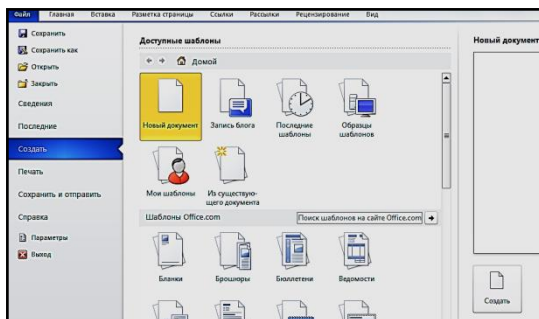 Файл Главная Вставка Разметка страницы Ссылки Рассылки Рецензирование Вид
Сохранить
Сохранить как
Открыть
Закрыть
Сведения
Последние
Создать
Печать
Сохранить и отправить
Справка
Параметры
Выход
Доступные шаблоны
Домой
Новый документ
Запись блога
Последние
шаблоны
Образцы
шаблонов
Мои шаблоны
Из существую-
щего документа
Шаблоны Office.com
Поиск шаблонов на сайте Office.com
Бланки
Брошюры
Бюллетени
Ведомости
Новый документ
Создать